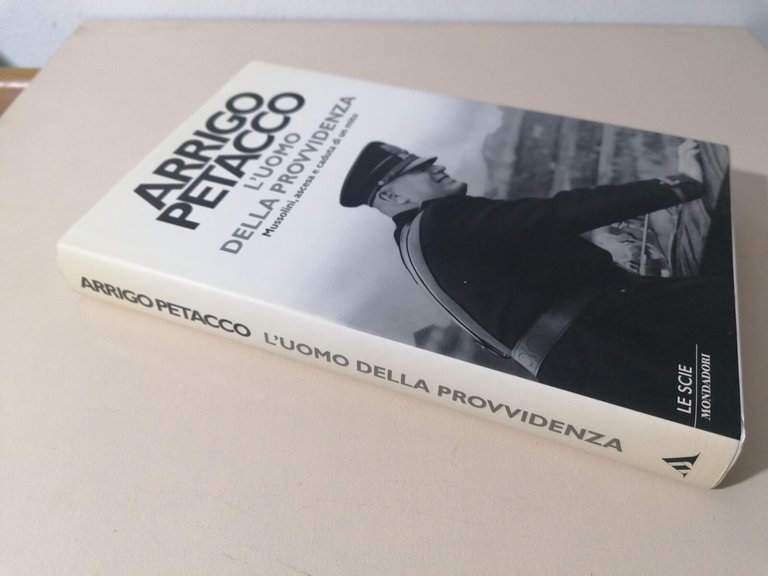 ARRIGO
PETACCO
L'UOMO
DELLA PROVVIDENZA
Mussolini, ascesa e caduta di un mito
LE SCIE
MONDADORI
ARRIGO PETACCO L'UOMO DELLA PROVVIDENZA